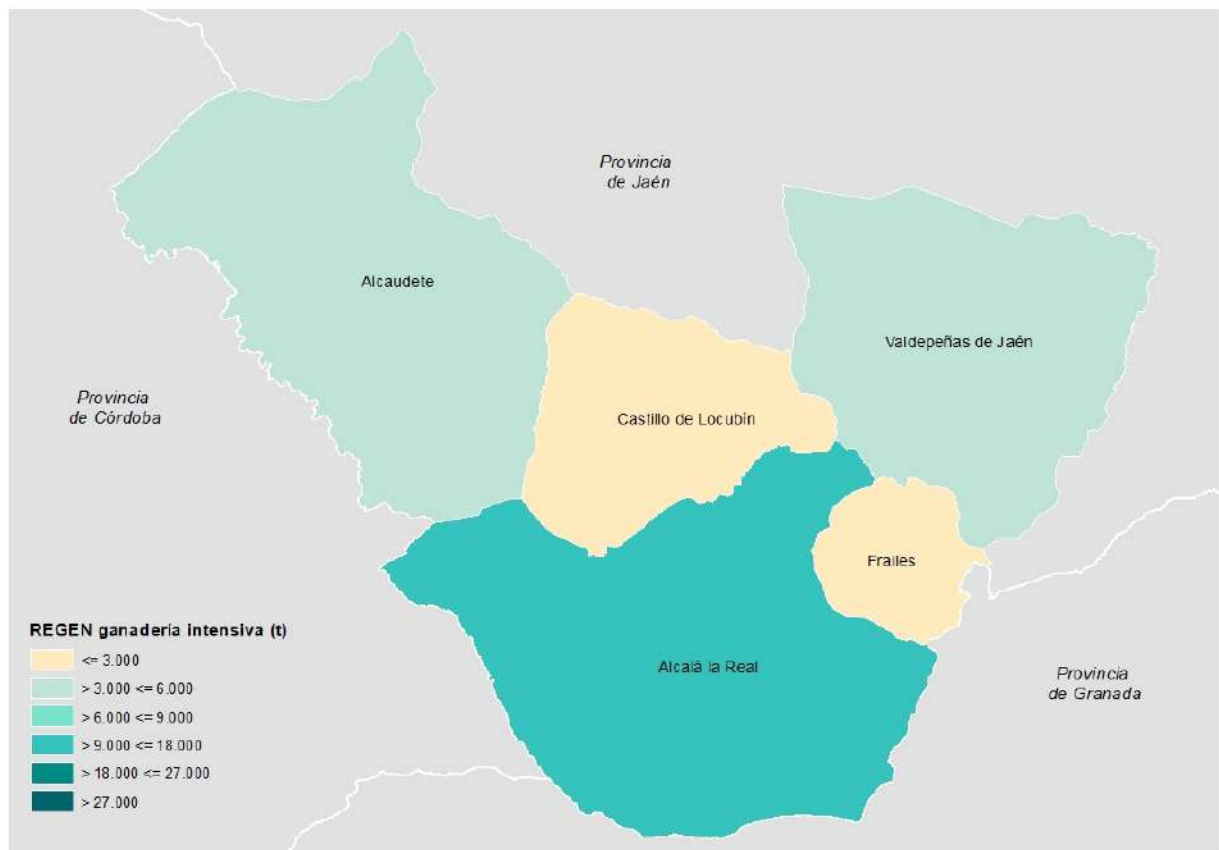 Provincia
de Jaén
Alcaudete
Valdepeñas de Jaén
Provincia
de Córdoba
Castillo de Locubín
Frailes
REGEN ganadería intensiva (t)
<= 3.000
> 3.000 <= 6.000
> 6.000 <= 9.000
> 9.000 <= 18.000
> 18.000 <= 27.000
> 27.000
Alcalá la Real
Provincia
de Granada